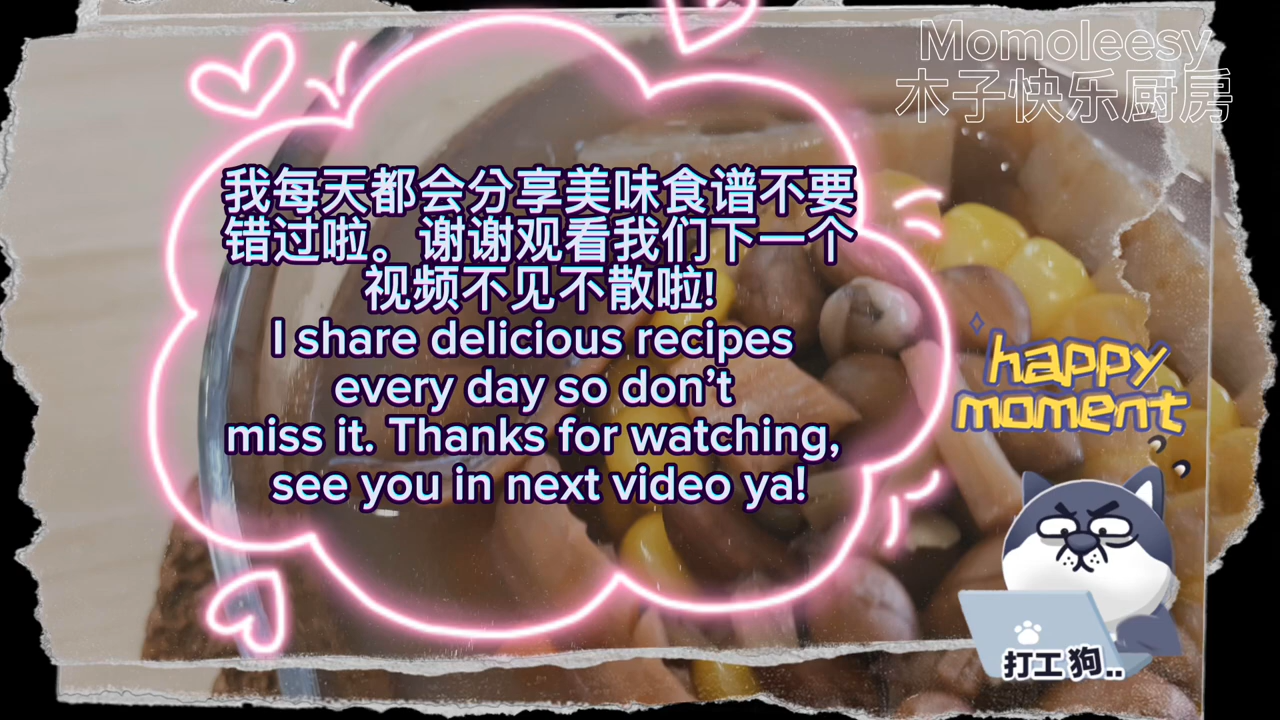 Momoleesy
木子快乐厨房
我每天都会分享美味食谱不要
错过啦。谢谢观看我们下一个
视频不见不散啦!
I share delicious recipes
every day so don’t
miss it. Thanks for watching,
see you in next video ya!
happy
moment
打工狗..